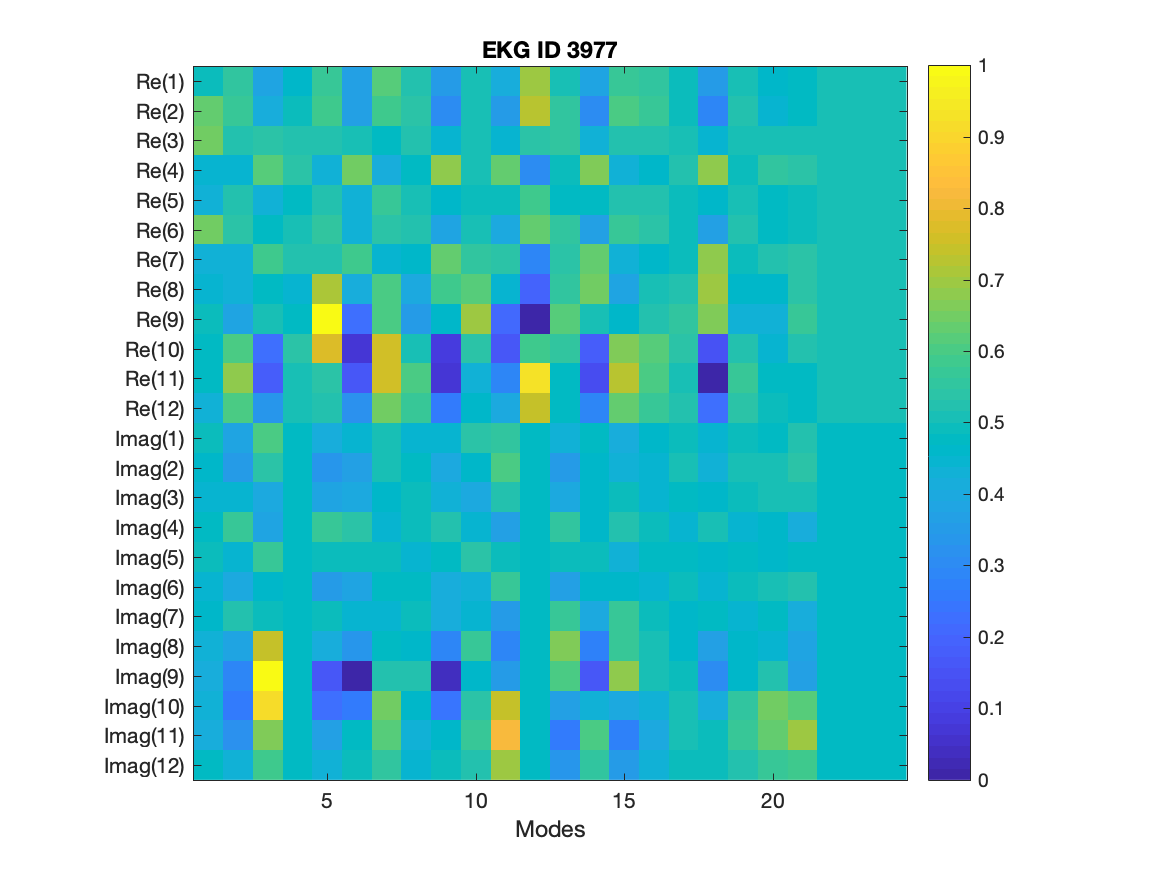 EKG ID 3977
Re(1)
Re(2)
Re(3)
Re(4)
Re(5)
Re(6)
Re(7)
Re(8)
Re(9)
Re(10)
Re(11)
Re(12)
Imag(1)
Imag(2)
Imag(3)
Imag(4)
Imag(5)
Imag(6)
Imag(7)
Imag(8)
Imag(9)
Imag(10)
Imag(11)
Imag(12)
5 10 15 20
Modes
1
0.9
0.8
0.7
0.6
0.5
0.4
0.3
0.2
0.1
0